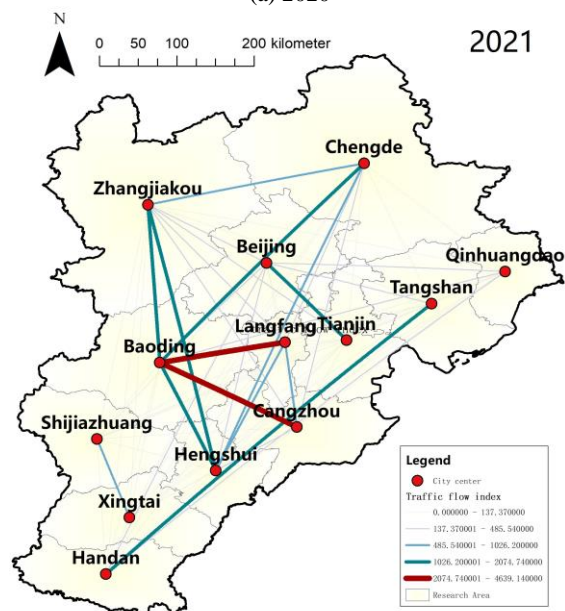 (a) 2020
N
0 50 100 200 kilometer
2021
Chengde
Zhangjiakou
Beijing
Qinhuangdao
Tangshan
Langfang
Tianjin
Baoding
Cangzhou
Shijiazhuang
Hengshui
Xingtai
Handan
Legend
City center
Traffic flow index
0.000000 - 137.370000
137.370001 - 485.540000
485.540001 - 1026.200000
1026.200001 - 2074.740000
2074.740001 - 4639.140000
Research Area